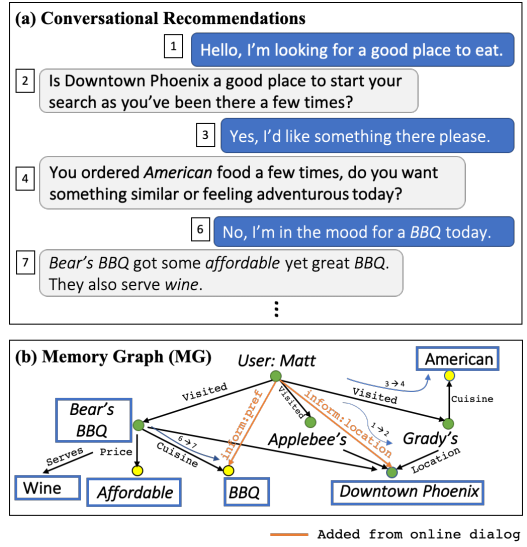 (a) Conversational Recommendations
1
Hello, I'm looking for a good place to eat.
2
Is Downtown Phoenix a good place to start your
search as you've been there a few times?
3
Yes, I'd like something there please.
4
You ordered American food a few times, do you want
something similar or feeling adventurous today?
6
No, I'm in the mood for a BBQ today.
7
Bear's BBQ got some affordable yet great BBQ.
They also serve wine.
(b) Memory Graph (MG)
User: Matt
American
3→4
Visited
Visited
Visited
Cuisine
Bear's
BBQ
inform:pref
inform:location
1→2
Applebee's
Grady's
6→7
Serves
Price
Cuisine
Location
Wine
Affordable
BBQ
Downtown Phoenix
Added from online dialog